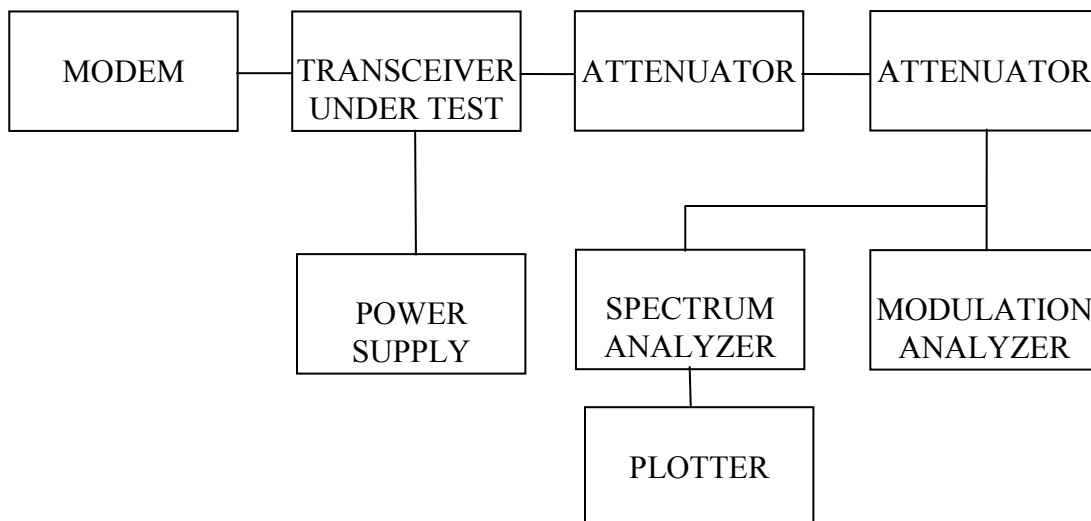 MODEM
TRANSCEIVER
UNDER TEST
ATTENUATOR
ATTENUATOR
POWER
SUPPLY
SPECTRUM
ANALYZER
MODULATION
ANALYZER
PLOTTER